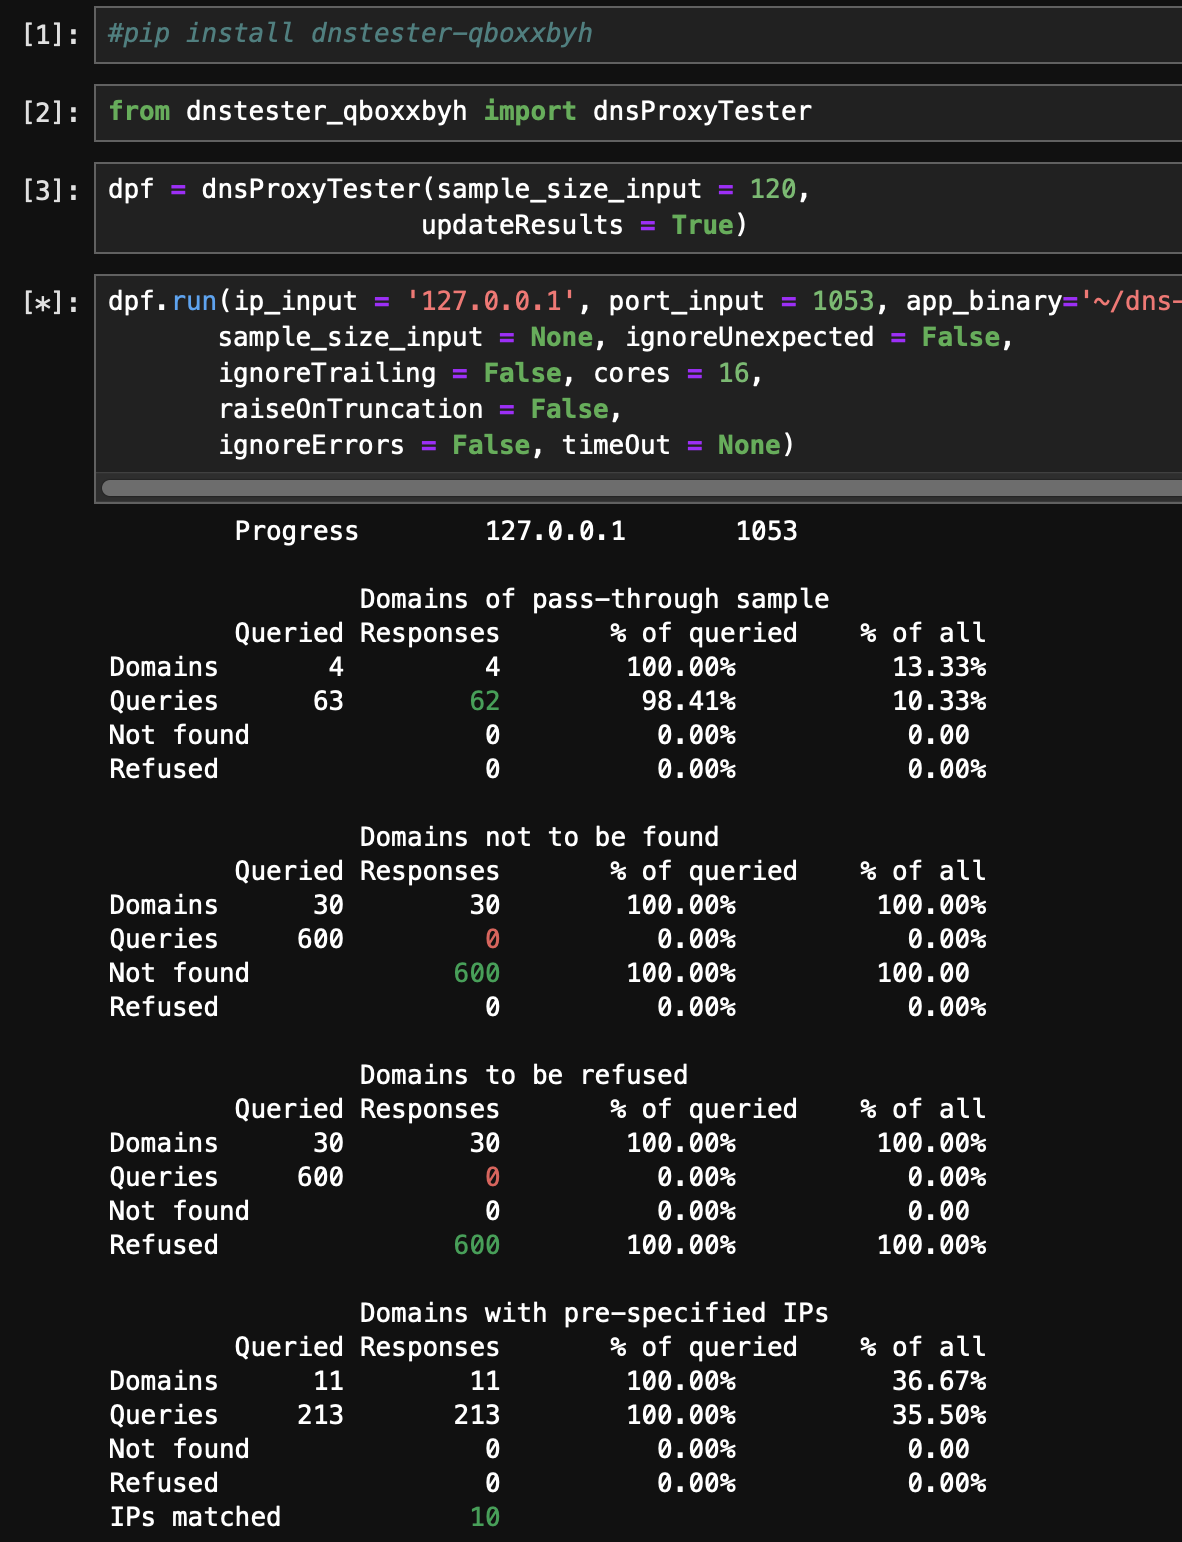 [1]: #pip install dnstester-qboxxbyh
[2]: from dnstester_qboxxbyh import dnsProxyTester
[3]: dpf = dnsProxyTester(sample_size_input = 120,
updateResults = True)
[*]: dpf.run(ip_input = '127.0.0.1', port_input = 1053, app_binary='~/dns-
sample_size_input = None, ignoreUnexpected = False,
ignoreTrailing = False, cores = 16,
raiseOnTruncation = False,
ignoreErrors = False, timeOut = None)
Progress 127.0.0.1 1053
Domains of pass-through sample
Queried Responses % of queried % of all
Domains 4 4 100.00% 13.33%
Queries 63 62 98.41% 10.33%
Not found 0 0.00% 0.00
Refused 0 0.00% 0.00%
Domains not to be found
Queried Responses % of queried % of all
Domains 30 30 100.00% 100.00%
Queries 600 0 0.00% 0.00%
Not found 600 100.00% 100.00
Refused 0 0.00% 0.00%
Domains to be refused
Queried Responses % of queried % of all
Domains 30 30 100.00% 100.00%
Queries 600 0 0.00% 0.00%
Not found 0 0.00% 0.00
Refused 600 100.00% 100.00%
Domains with pre-specified IPs
Queried Responses % of queried % of all
Domains 11 11 100.00% 36.67%
Queries 213 213 100.00% 35.50%
Not found 0 0.00% 0.00
Refused 0 0.00% 0.00%
IPs matched 10